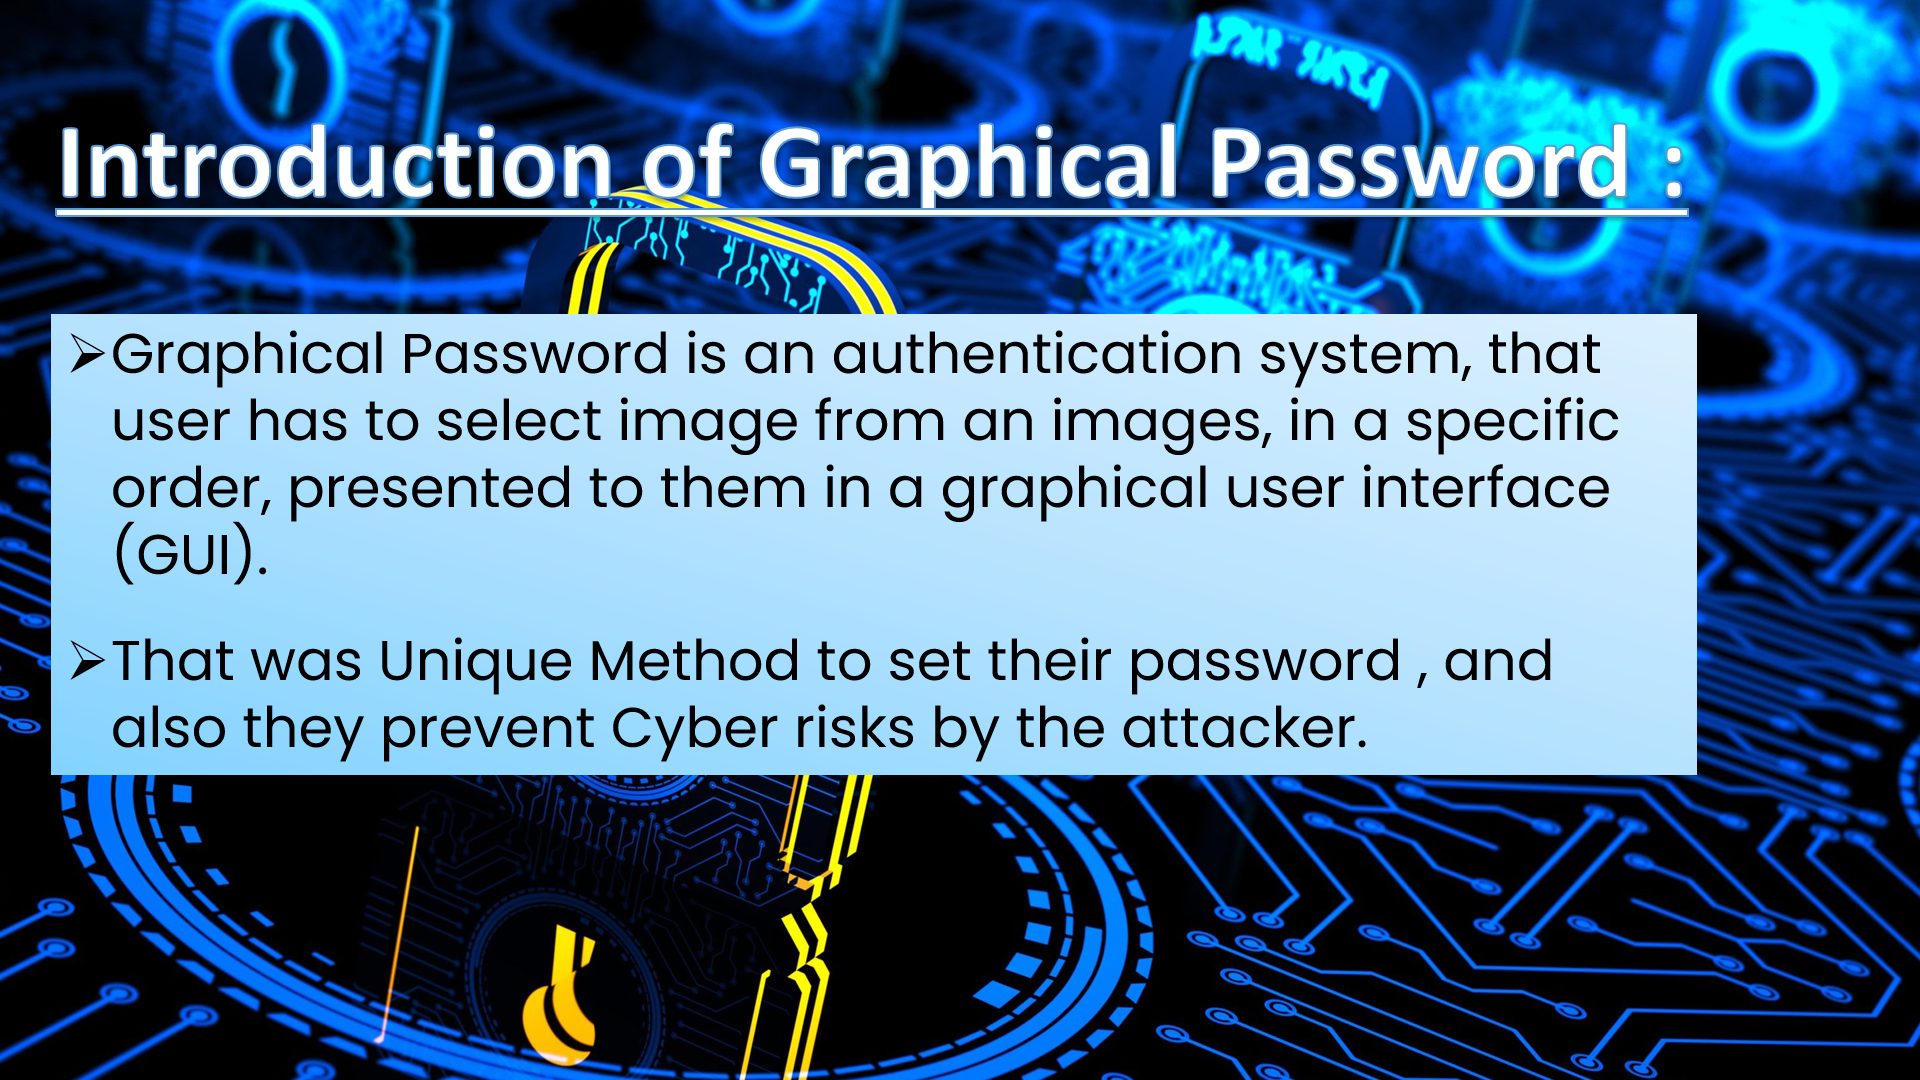 Introduction of Graphical Password :
➢Graphical Password is an authentication system, that
user has to select image from an images, in a specific
order, presented to them in a graphical user interface
(GUI).
➢That was Unique Method to set their password , and
also they prevent Cyber risks by the attacker.